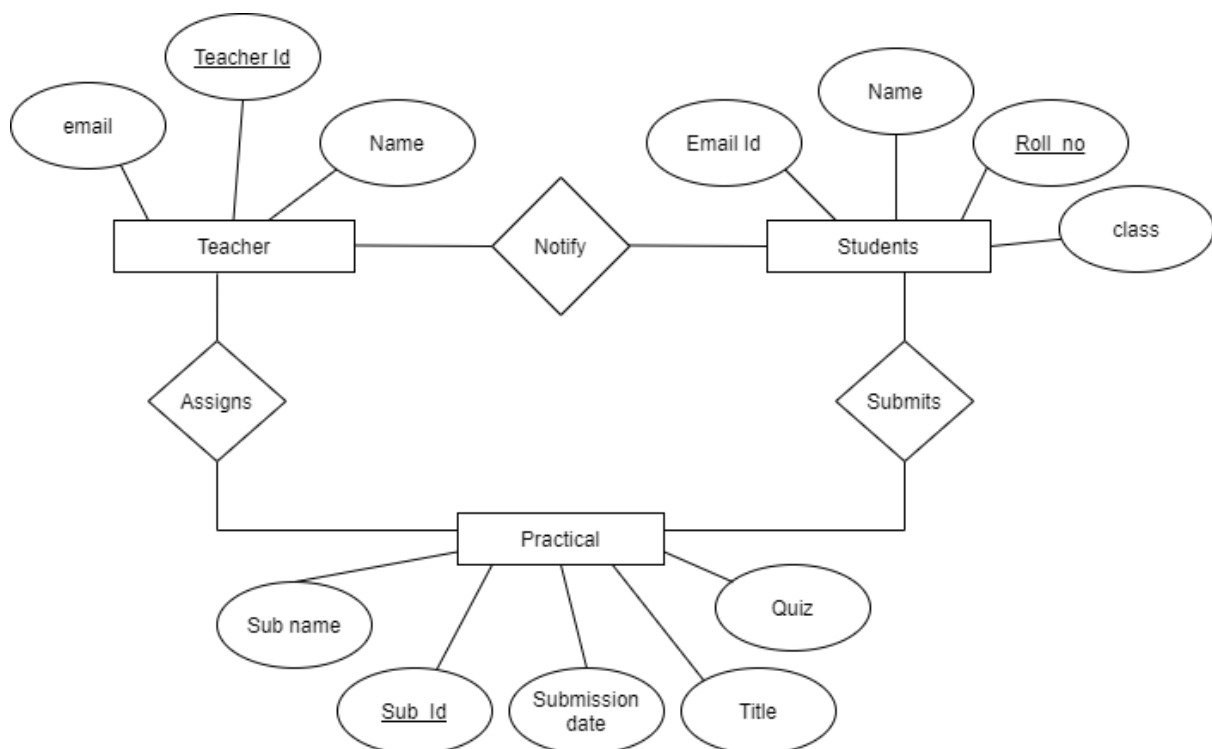 Teacher Id
email
Name
Name
Email Id
Roll_no
class
Teacher
Notify
Students
Assigns
Submits
Practical
Sub name
Quiz
Sub_Id
Submission
date
Title